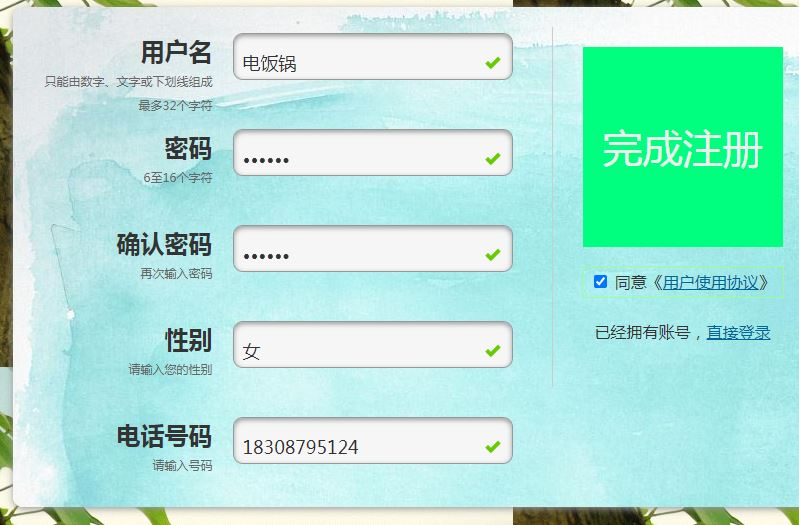 用户名
只能由数字、文字或下划线组成
最多32个字符
电饭锅
密码
6至16个字符
••••••
确认密码
再次输入密码
••••••
性别
请输入您的性别
女
电话号码
请输入号码
18308795124
完成注册
同意《用户使用协议》
已经拥有账号，直接登录